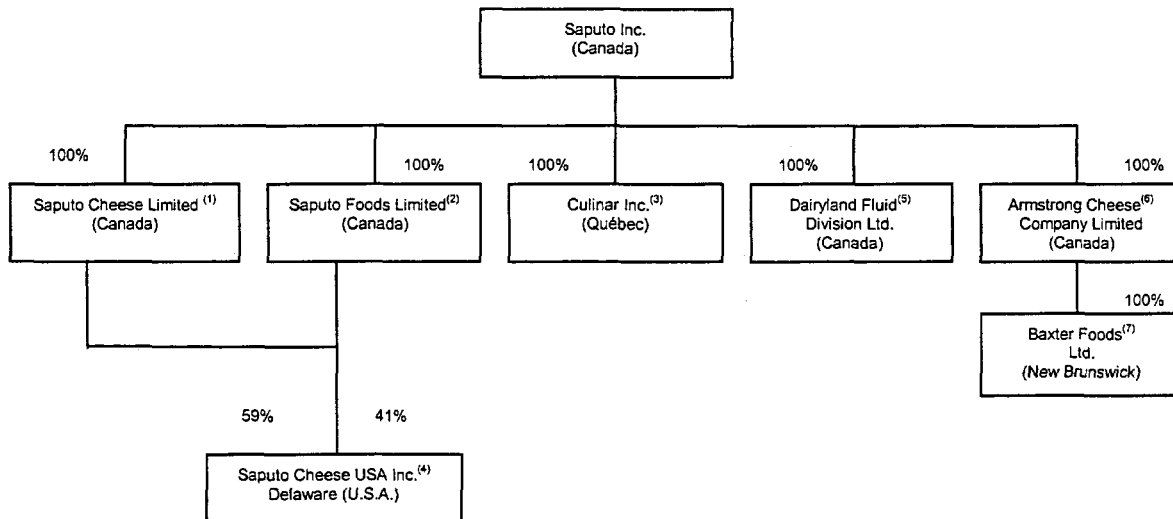 Saputo Inc.
(Canada)
100%
100%
100%
100%
100%
Saputo Cheese Limited (1)
(Canada)
Saputo Foods Limited(2)
(Canada)
Culinar Inc.(3)
(Québec)
Dairyland Fluid(5)
Division Ltd.
(Canada)
Armstrong Cheese(6)
Company Limited
(Canada)
100%
Baxter Foods(7)
Ltd.
(New Brunswick)
59%
41%
Saputo Cheese USA Inc.(4)
Delaware (U.S.A.)